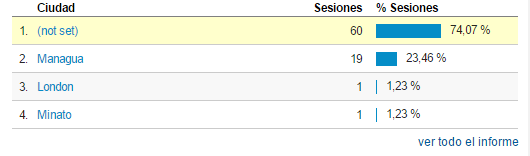 Ciudad Sesiones % Sesiones
1. (not set) 60 74,07 %
2. Managua 19 23,46 %
3. London 1 1,23 %
4. Minato 1 1,23 %
ver todo el informe